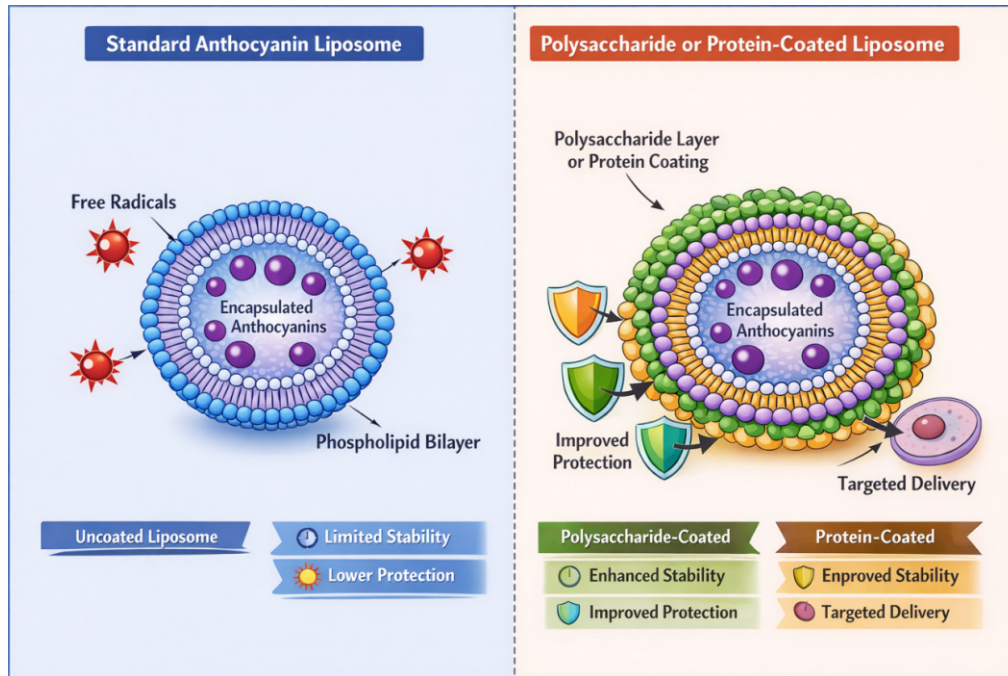 Standard Anthocyanin Liposome
Free Radicals
Encapsulated
Anthocyanins
Phospholipid Bilayer
Uncoated Liposome
Limited Stability
Lower Protection
Polysaccharide or Protein-Coated Liposome
Polysaccharide Layer
or Protein Coating
Encapsulated
Anthocyanins
Improved
Protection
Targeted Delivery
Polysaccharide-Coated
Enhanced Stability
Improved Protection
Protein-Coated
Enproved Stability
Targeted Delivery